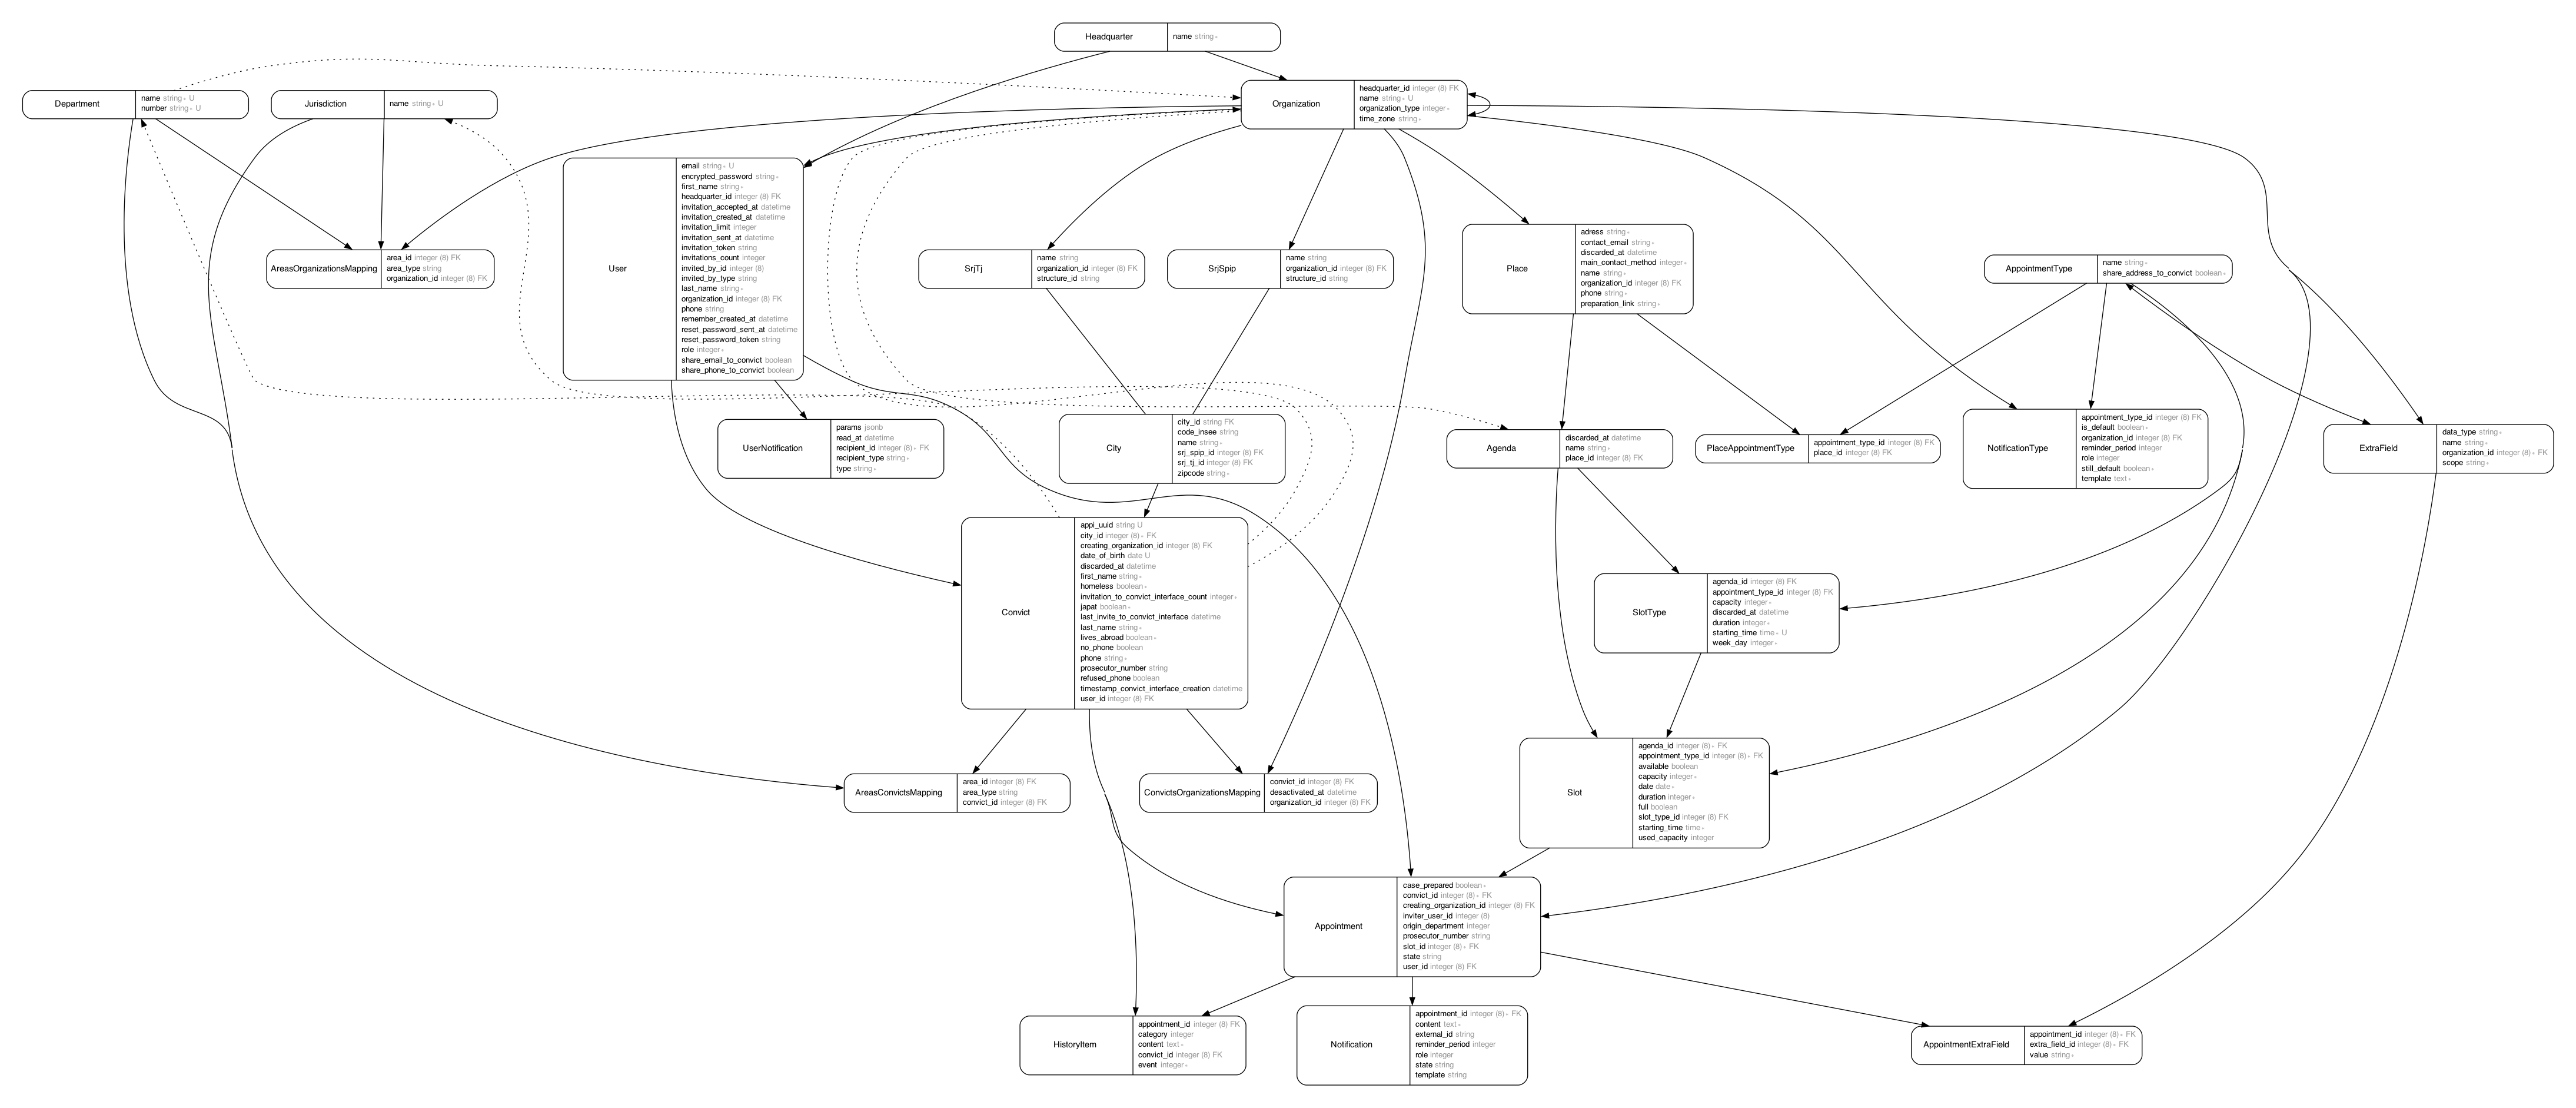 Headquarter
name string∗
Department
name string∗ U
number string∗ U
Jurisdiction
name string∗ U
Organization
headquarter_id integer (8) FK
name string∗ U
organization_type integer∗
time_zone string∗
User
email string∗ U
encrypted_password string∗
first_name string∗
headquarter_id integer (8) FK
invitation_accepted_at datetime
invitation_created_at datetime
invitation_limit integer
invitation_sent_at datetime
invitation_token string
invitations_count integer
invited_by_id integer (8)
invited_by_type string
last_name string∗
organization_id integer (8) FK
phone string
remember_created_at datetime
reset_password_sent_at datetime
reset_password_token string
role integer∗
share_email_to_convict boolean
share_phone_to_convict boolean
AreasOrganizationsMapping
area_id integer (8) FK
area_type string
organization_id integer (8) FK
SrjTj
name string
organization_id integer (8) FK
structure_id string
SrjSpip
name string
organization_id integer (8) FK
structure_id string
Place
adress string∗
contact_email string∗
discarded_at datetime
main_contact_method integer∗
name string∗
organization_id integer (8) FK
phone string∗
preparation_link string∗
AppointmentType
name string∗
share_address_to_convict boolean∗
UserNotification
params jsonb
read_at datetime
recipient_id integer (8)∗ FK
recipient_type string∗
type string∗
City
city_id string FK
code_insee string
name string∗
srj_spip_id integer (8) FK
srj_tj_id integer (8) FK
zipcode string∗
Agenda
discarded_at datetime
name string∗
place_id integer (8) FK
PlaceAppointmentType
appointment_type_id integer (8) FK
place_id integer (8) FK
NotificationType
appointment_type_id integer (8) FK
is_default boolean∗
organization_id integer (8) FK
reminder_period integer
role integer
still_default boolean∗
template text∗
ExtraField
data_type string∗
name string∗
organization_id integer (8)∗ FK
scope string∗
Convict
appi_uuid string U
city_id integer (8)∗ FK
creating_organization_id integer (8) FK
date_of_birth date U
discarded_at datetime
first_name string∗
homeless boolean∗
invitation_to_convict_interface_count integer∗
japat boolean∗
last_invite_to_convict_interface datetime
last_name string∗
lives_abroad boolean∗
no_phone boolean
phone string∗
prosecutor_number string
refused_phone boolean
timestamp_convict_interface_creation datetime
user_id integer (8) FK
SlotType
agenda_id integer (8) FK
appointment_type_id integer (8) FK
capacity integer∗
discarded_at datetime
duration integer∗
starting_time time∗ U
week_day integer∗
AreasConvictsMapping
area_id integer (8) FK
area_type string
convict_id integer (8) FK
ConvictsOrganizationsMapping
convict_id integer (8) FK
desactivated_at datetime
organization_id integer (8) FK
Slot
agenda_id integer (8)∗ FK
appointment_type_id integer (8)∗ FK
available boolean
capacity integer∗
date date∗
duration integer∗
full boolean
slot_type_id integer (8) FK
starting_time time∗
used_capacity integer
Appointment
case_prepared boolean∗
convict_id integer (8)∗ FK
creating_organization_id integer (8) FK
inviter_user_id integer (8)
origin_department integer
prosecutor_number string
slot_id integer (8)∗ FK
state string
user_id integer (8) FK
HistoryItem
appointment_id integer (8) FK
category integer
content text∗
convict_id integer (8) FK
event integer∗
Notification
appointment_id integer (8)∗ FK
content text∗
external_id string
reminder_period integer
role integer
state string
template string
AppointmentExtraField
appointment_id integer (8)∗ FK
extra_field_id integer (8)∗ FK
value string∗